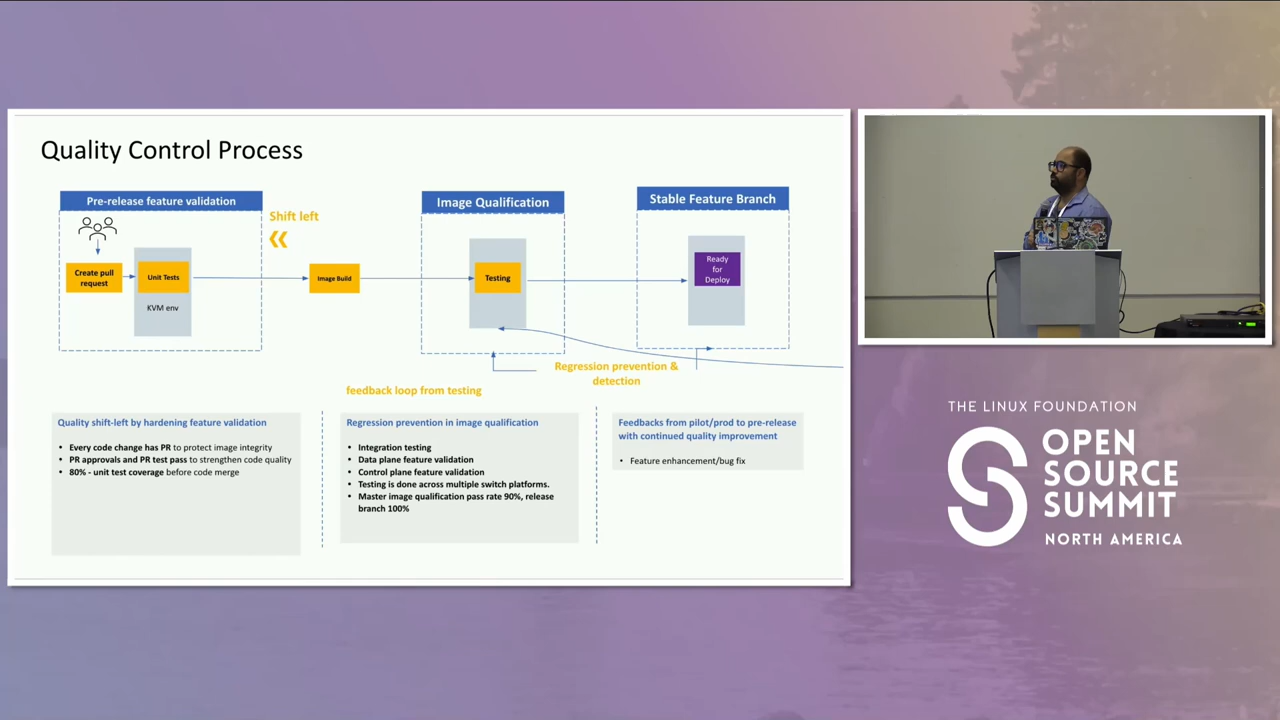 Quality Control Process
Pre-release feature validation
Create pull
request
Unit Tests
KVM env
Shift left
Image Build
Image Qualification
Testing
Stable Feature Branch
Ready
for
Deploy
feedback loop from testing
Regression prevention &
detection
Quality shift-left by hardening feature validation
• Every code change has PR to protect image integrity
• PR approvals and PR test pass to strengthen code quality
• 80% - unit test coverage before code merge
Regression prevention in image qualification
• Integration testing
• Data plane feature validation
• Control plane feature validation
• Testing is done across multiple switch platforms.
• Master image qualification pass rate 90%, release
branch 100%
Feedbacks from pilot/prod to pre-release
with continued quality improvement
• Feature enhancement/bug fix
THE LINUX FOUNDATION
OPEN
SOURCE
SUMMIT
NORTH AMERICA